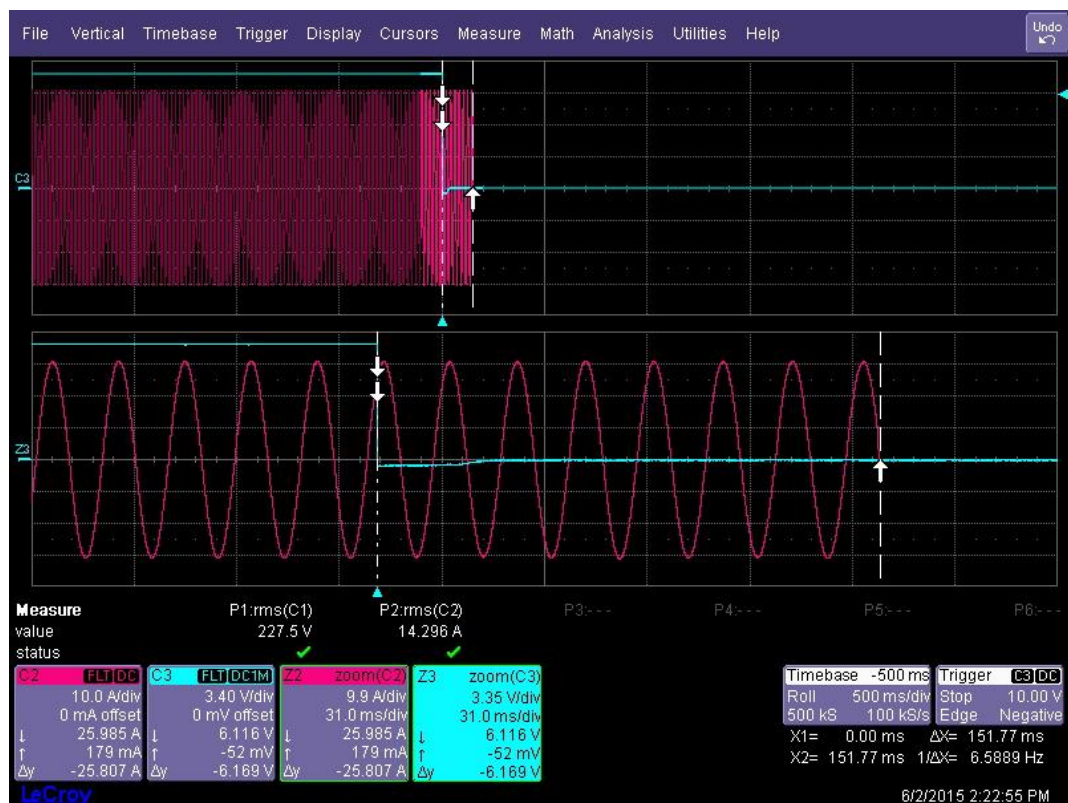 File Vertical Timebase Trigger Display Cursors Measure Math Analysis Utilities Help Undo
C3
Z3
Measure P1:rms(C1) P2:rms(C2) P3:--- P4:--- P5:--- P6:---
value 227.5 V 14.296 A
status
C2 FLT DC C3 FLT DC1M Z2 zoom(C2) Z3 zoom(C3) Timebase -500 ms Trigger C3 DC
10.0 A/div 3.40 V/div 9.9 A/div 3.35 V/div Roll 500 ms/div Stop 10.00 V
0 mA offset 0 mV offset 31.0 ms/div 31.0 ms/div 500 kS 100 kS/s Edge Negative
↓ 25.985 A ↓ 6.116 V ↓ 25.985 A ↓ 6.116 V X1= 0.00 ms ΔX= 151.77 ms
↑ 179 mA ↑ -52 mV ↑ 179 mA ↑ -52 mV X2= 151.77 ms 1/ΔX= 6.5889 Hz
Δy -25.807 A Δy -6.169 V Δy -25.807 A Δy -6.169 V
LeCroy 6/2/2015 2:22:55 PM